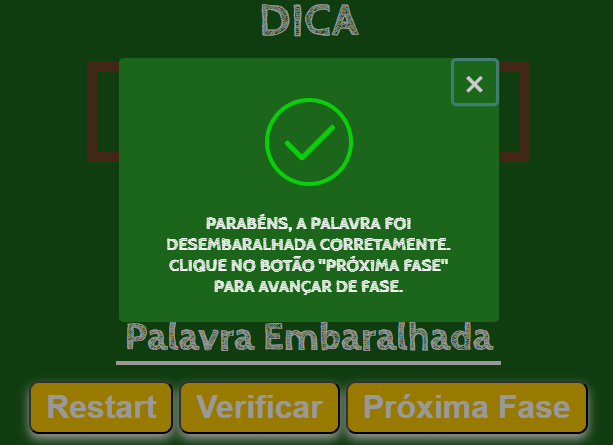 DICA
×
PARABÉNS, A PALAVRA FOI
DESEMBARALHADA CORRETAMENTE.
CLIQUE NO BOTÃO "PRÓXIMA FASE"
PARA AVANÇAR DE FASE.
Palavra Embaralhada
Restart Verificar Próxima Fase